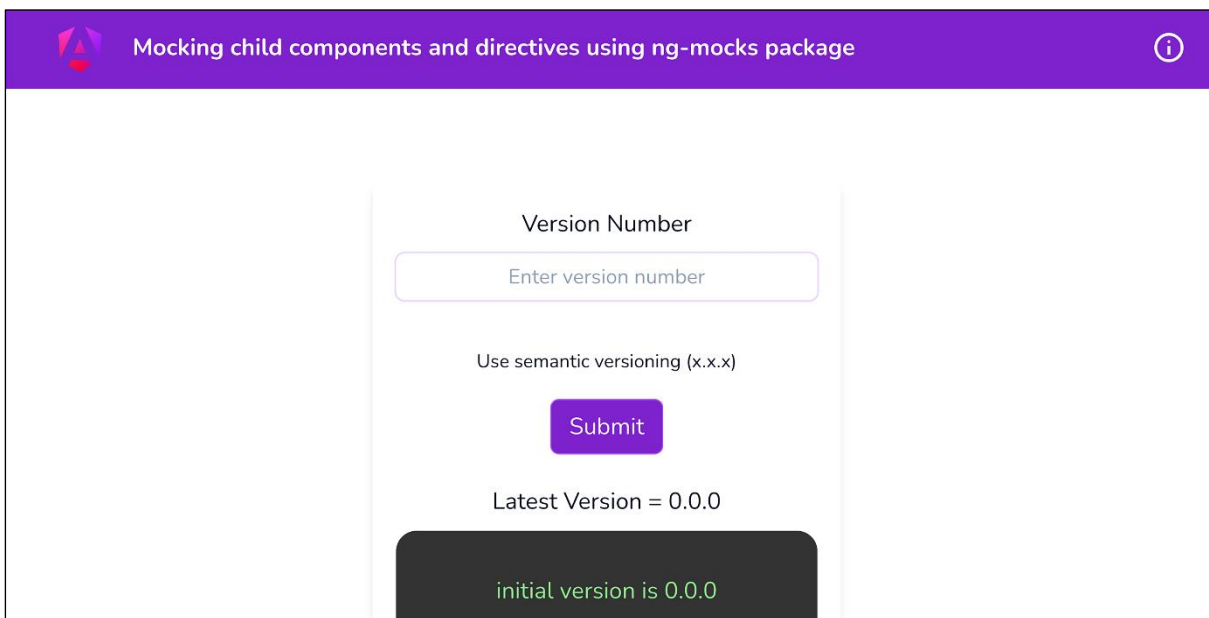 Mocking child components and directives using ng-mocks package
Version Number
Enter version number
Use semantic versioning (x.x.x)
Submit
Latest Version = 0.0.0
initial version is 0.0.0